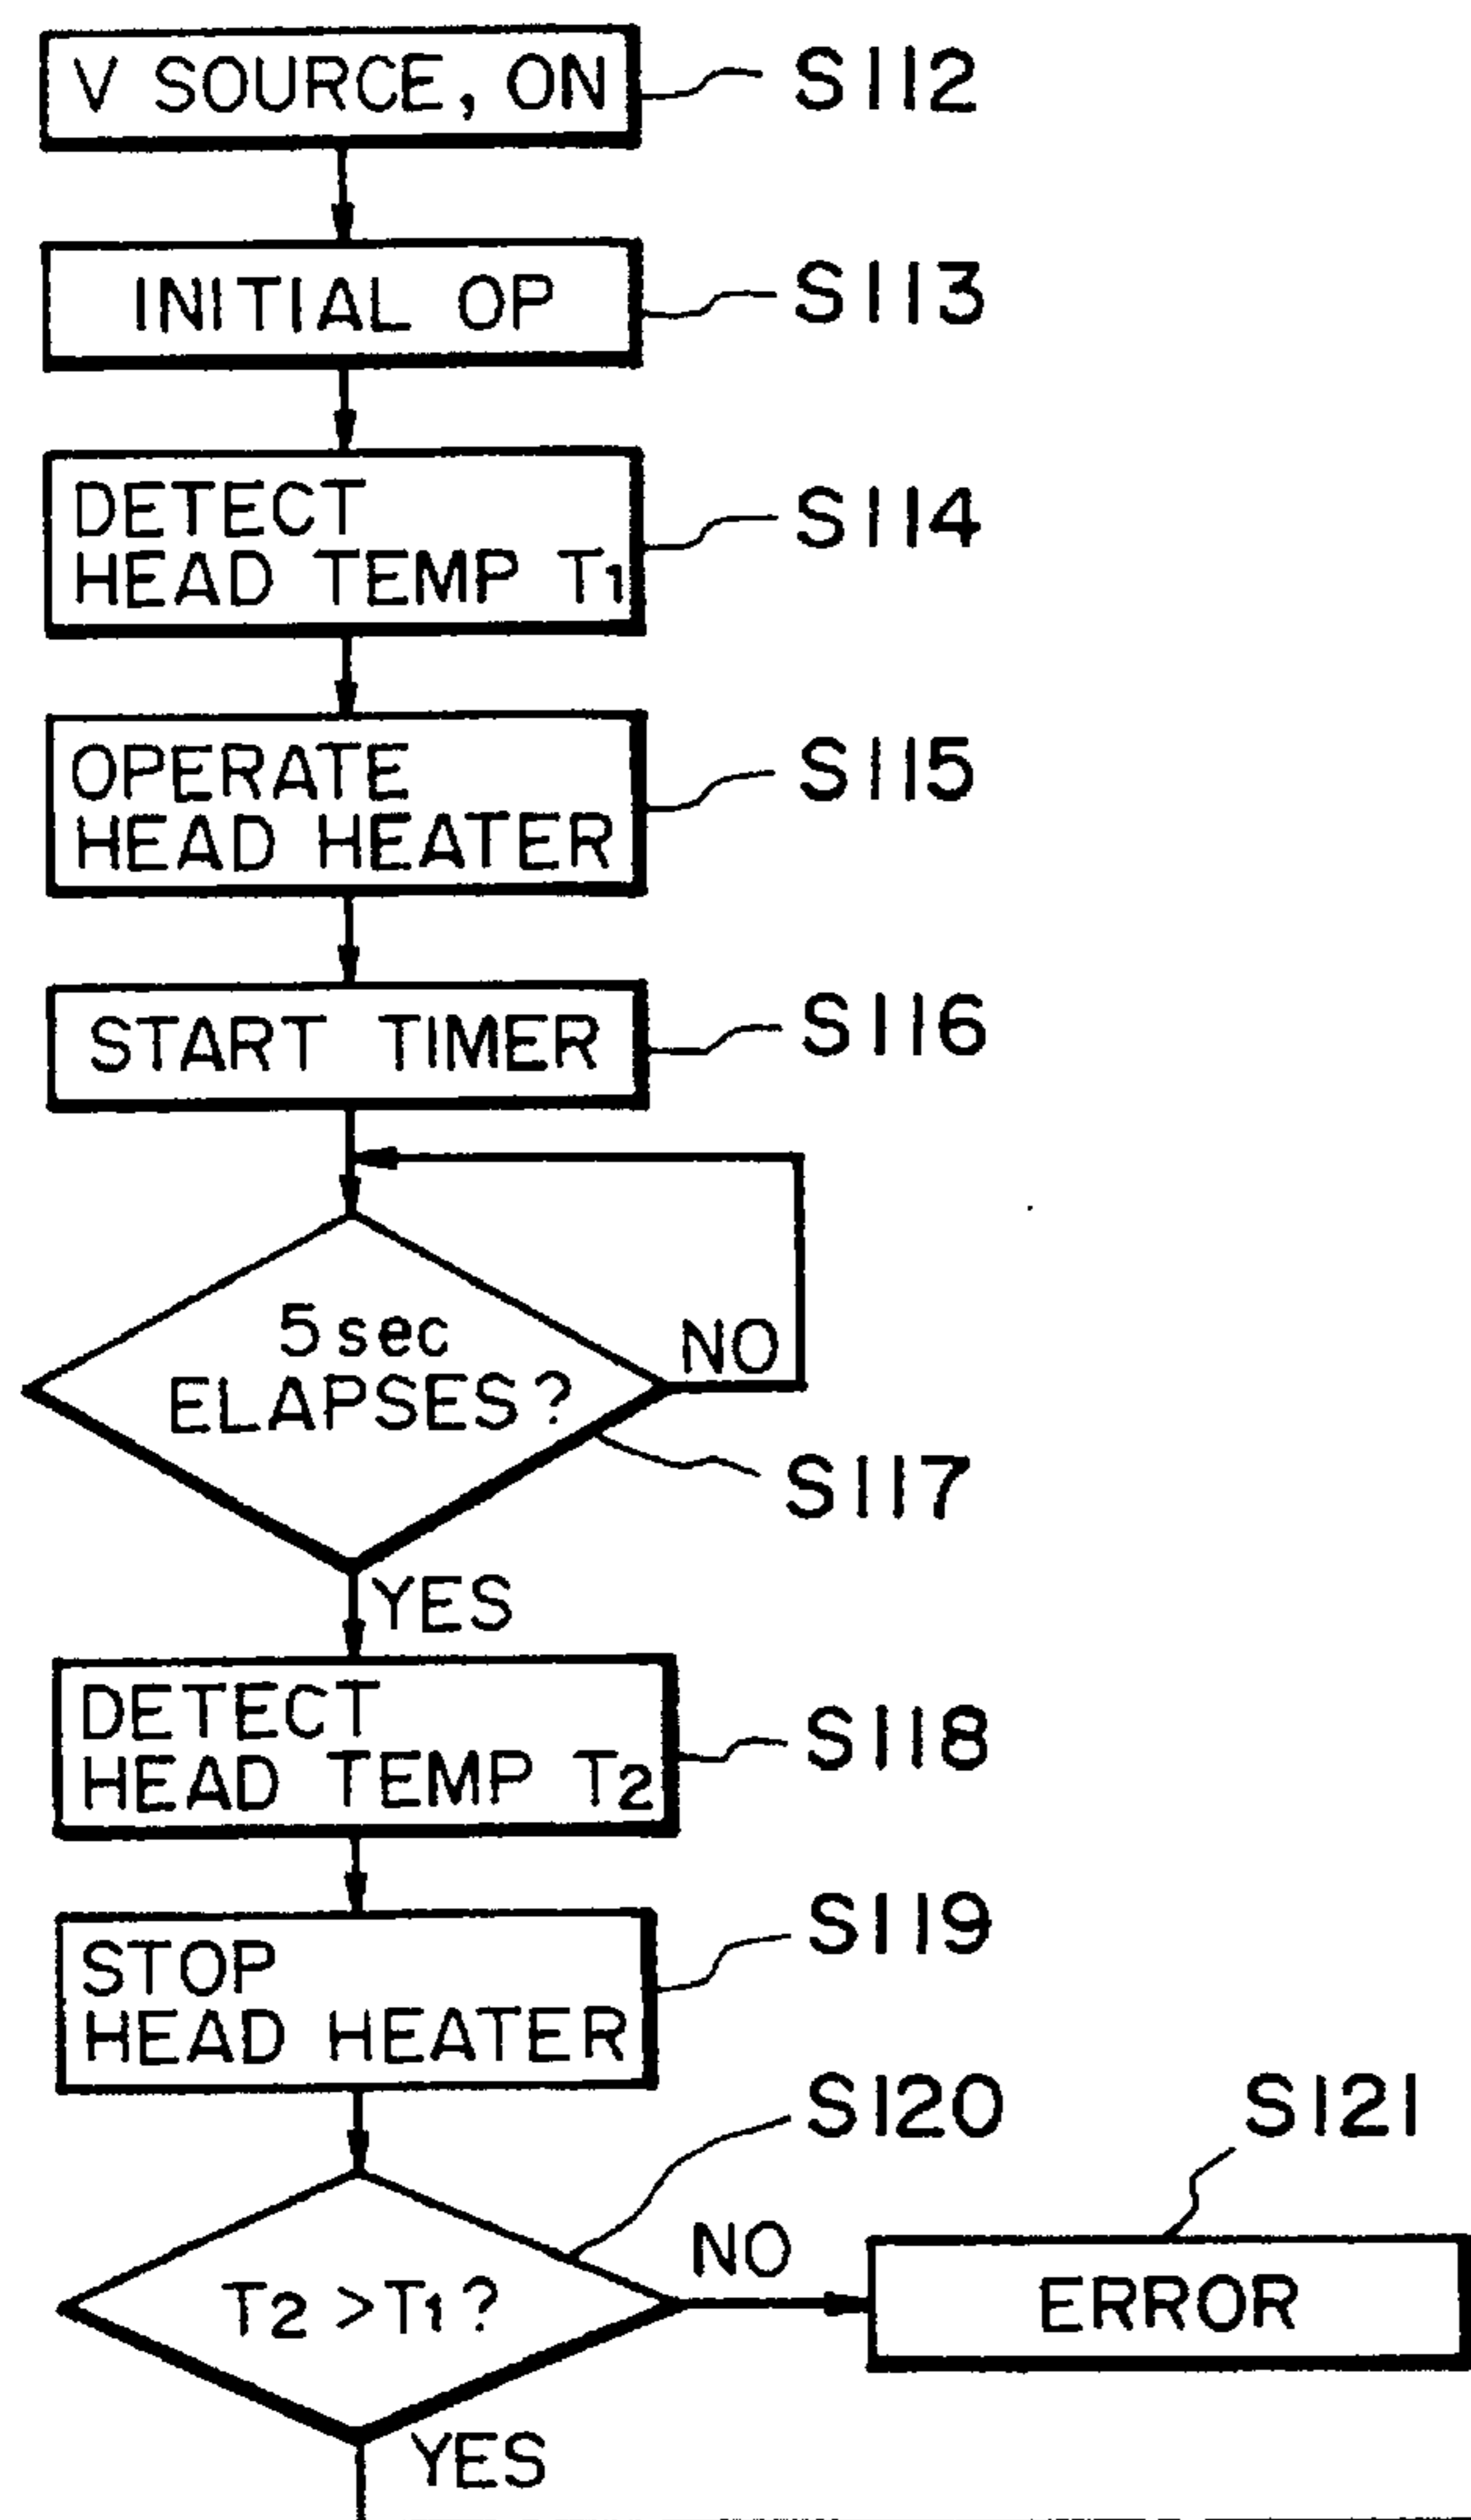 V SOURCE, ON
S112
INITIAL OP
S113
DETECT
HEAD TEMP T1
S114
OPERATE
HEAD HEATER
S115
START TIMER
S116
5 sec
ELAPSES?
NO
S117
YES
DETECT
HEAD TEMP T2
S118
STOP
HEAD HEATER
S119
S120
S121
T2 > T1 ?
NO
ERROR
YES